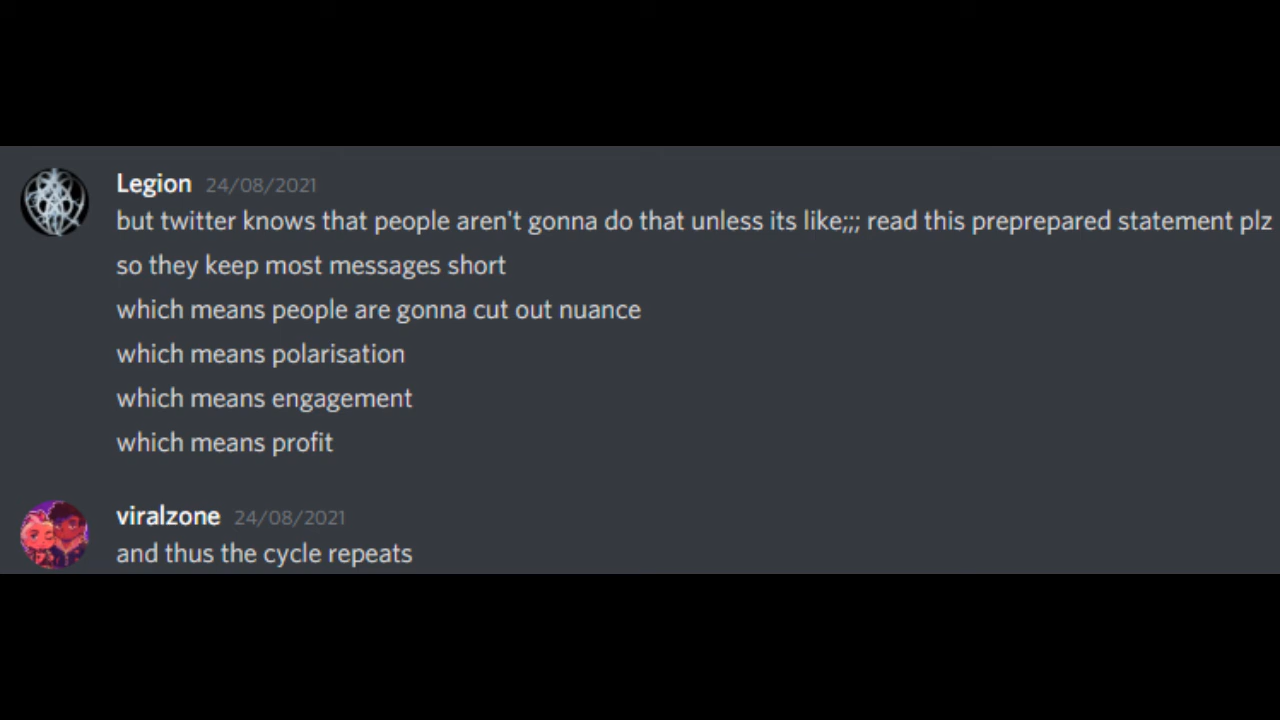 Legion 24/08/2021
but twitter knows that people aren't gonna do that unless its like;;; read this preprepared statement plz
so they keep most messages short
which means people are gonna cut out nuance
which means polarisation
which means engagement
which means profit
viralzone 24/08/2021
and thus the cycle repeats